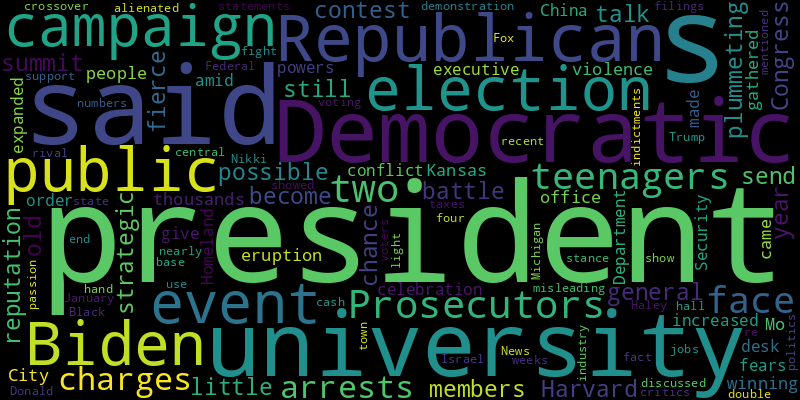 crossover alienated statements demonstration filings
campaign Republican s contest China talk Fox
summit support people said fierce amid fight Federal powers
executive violence still election numbers voting
plummeting gathered Congress mentioned made
expanded rival public central Nikki Democratic indictments Trump
recent possible conflict Kansas teenagers send
order state thousands become two battle office year
reputation old strategic Homeland give president
chance voters light four taxes Michigan stance Department Security show came
end nearly base use eruption passion
hand January Black event celebration misleading
Prosecutors general face Haley hall
Biden university cash town increased Mo re
Israel News weeks industry fact jobs desk fears politics
City charges Donald little arrests members Harvard
discussed critics winning double